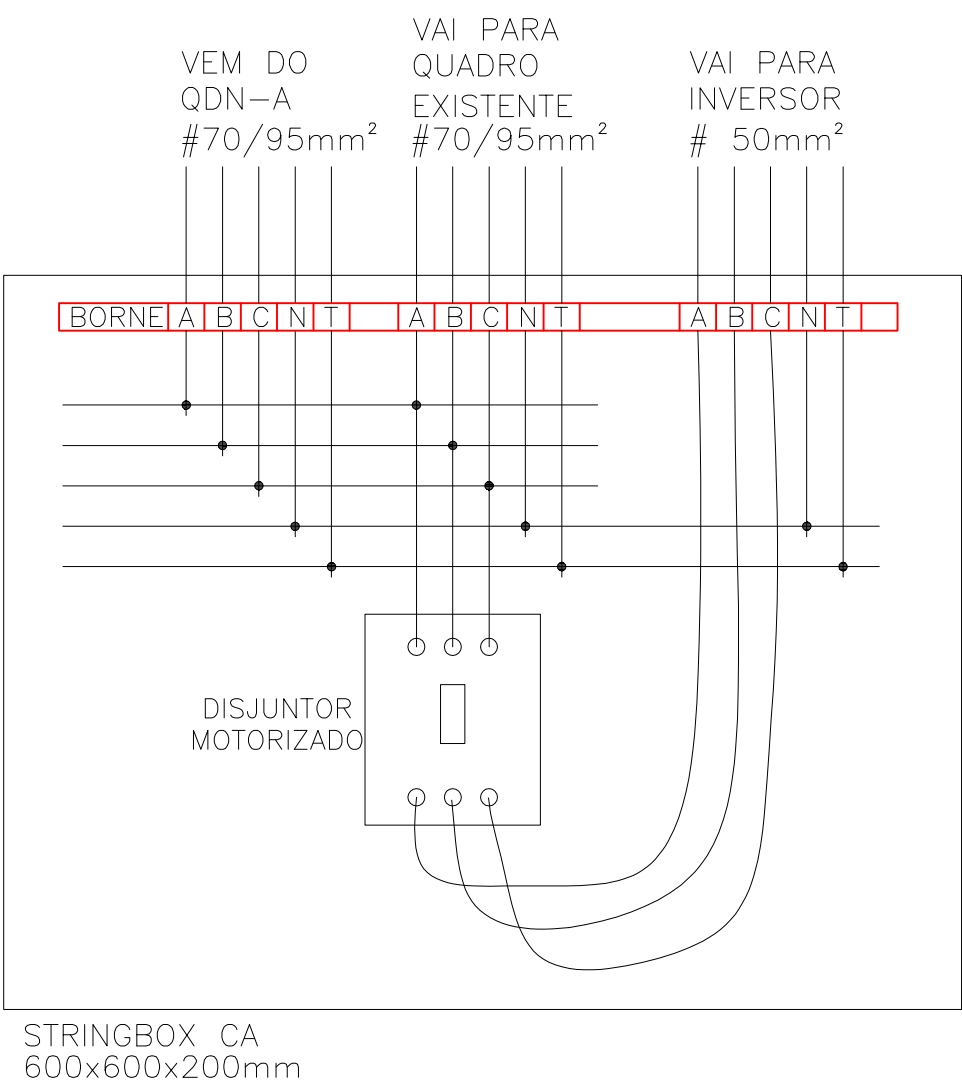 VEM DO
QDN-A
#70/95mm²
VAI PARA
QUADRO
EXISTENTE
#70/95mm²
VAI PARA
INVERSOR
# 50mm²
BORNE A B C N T A B C N T A B C N T
DISJUNTOR
MOTORIZADO
STRINGBOX CA
600x600x200mm